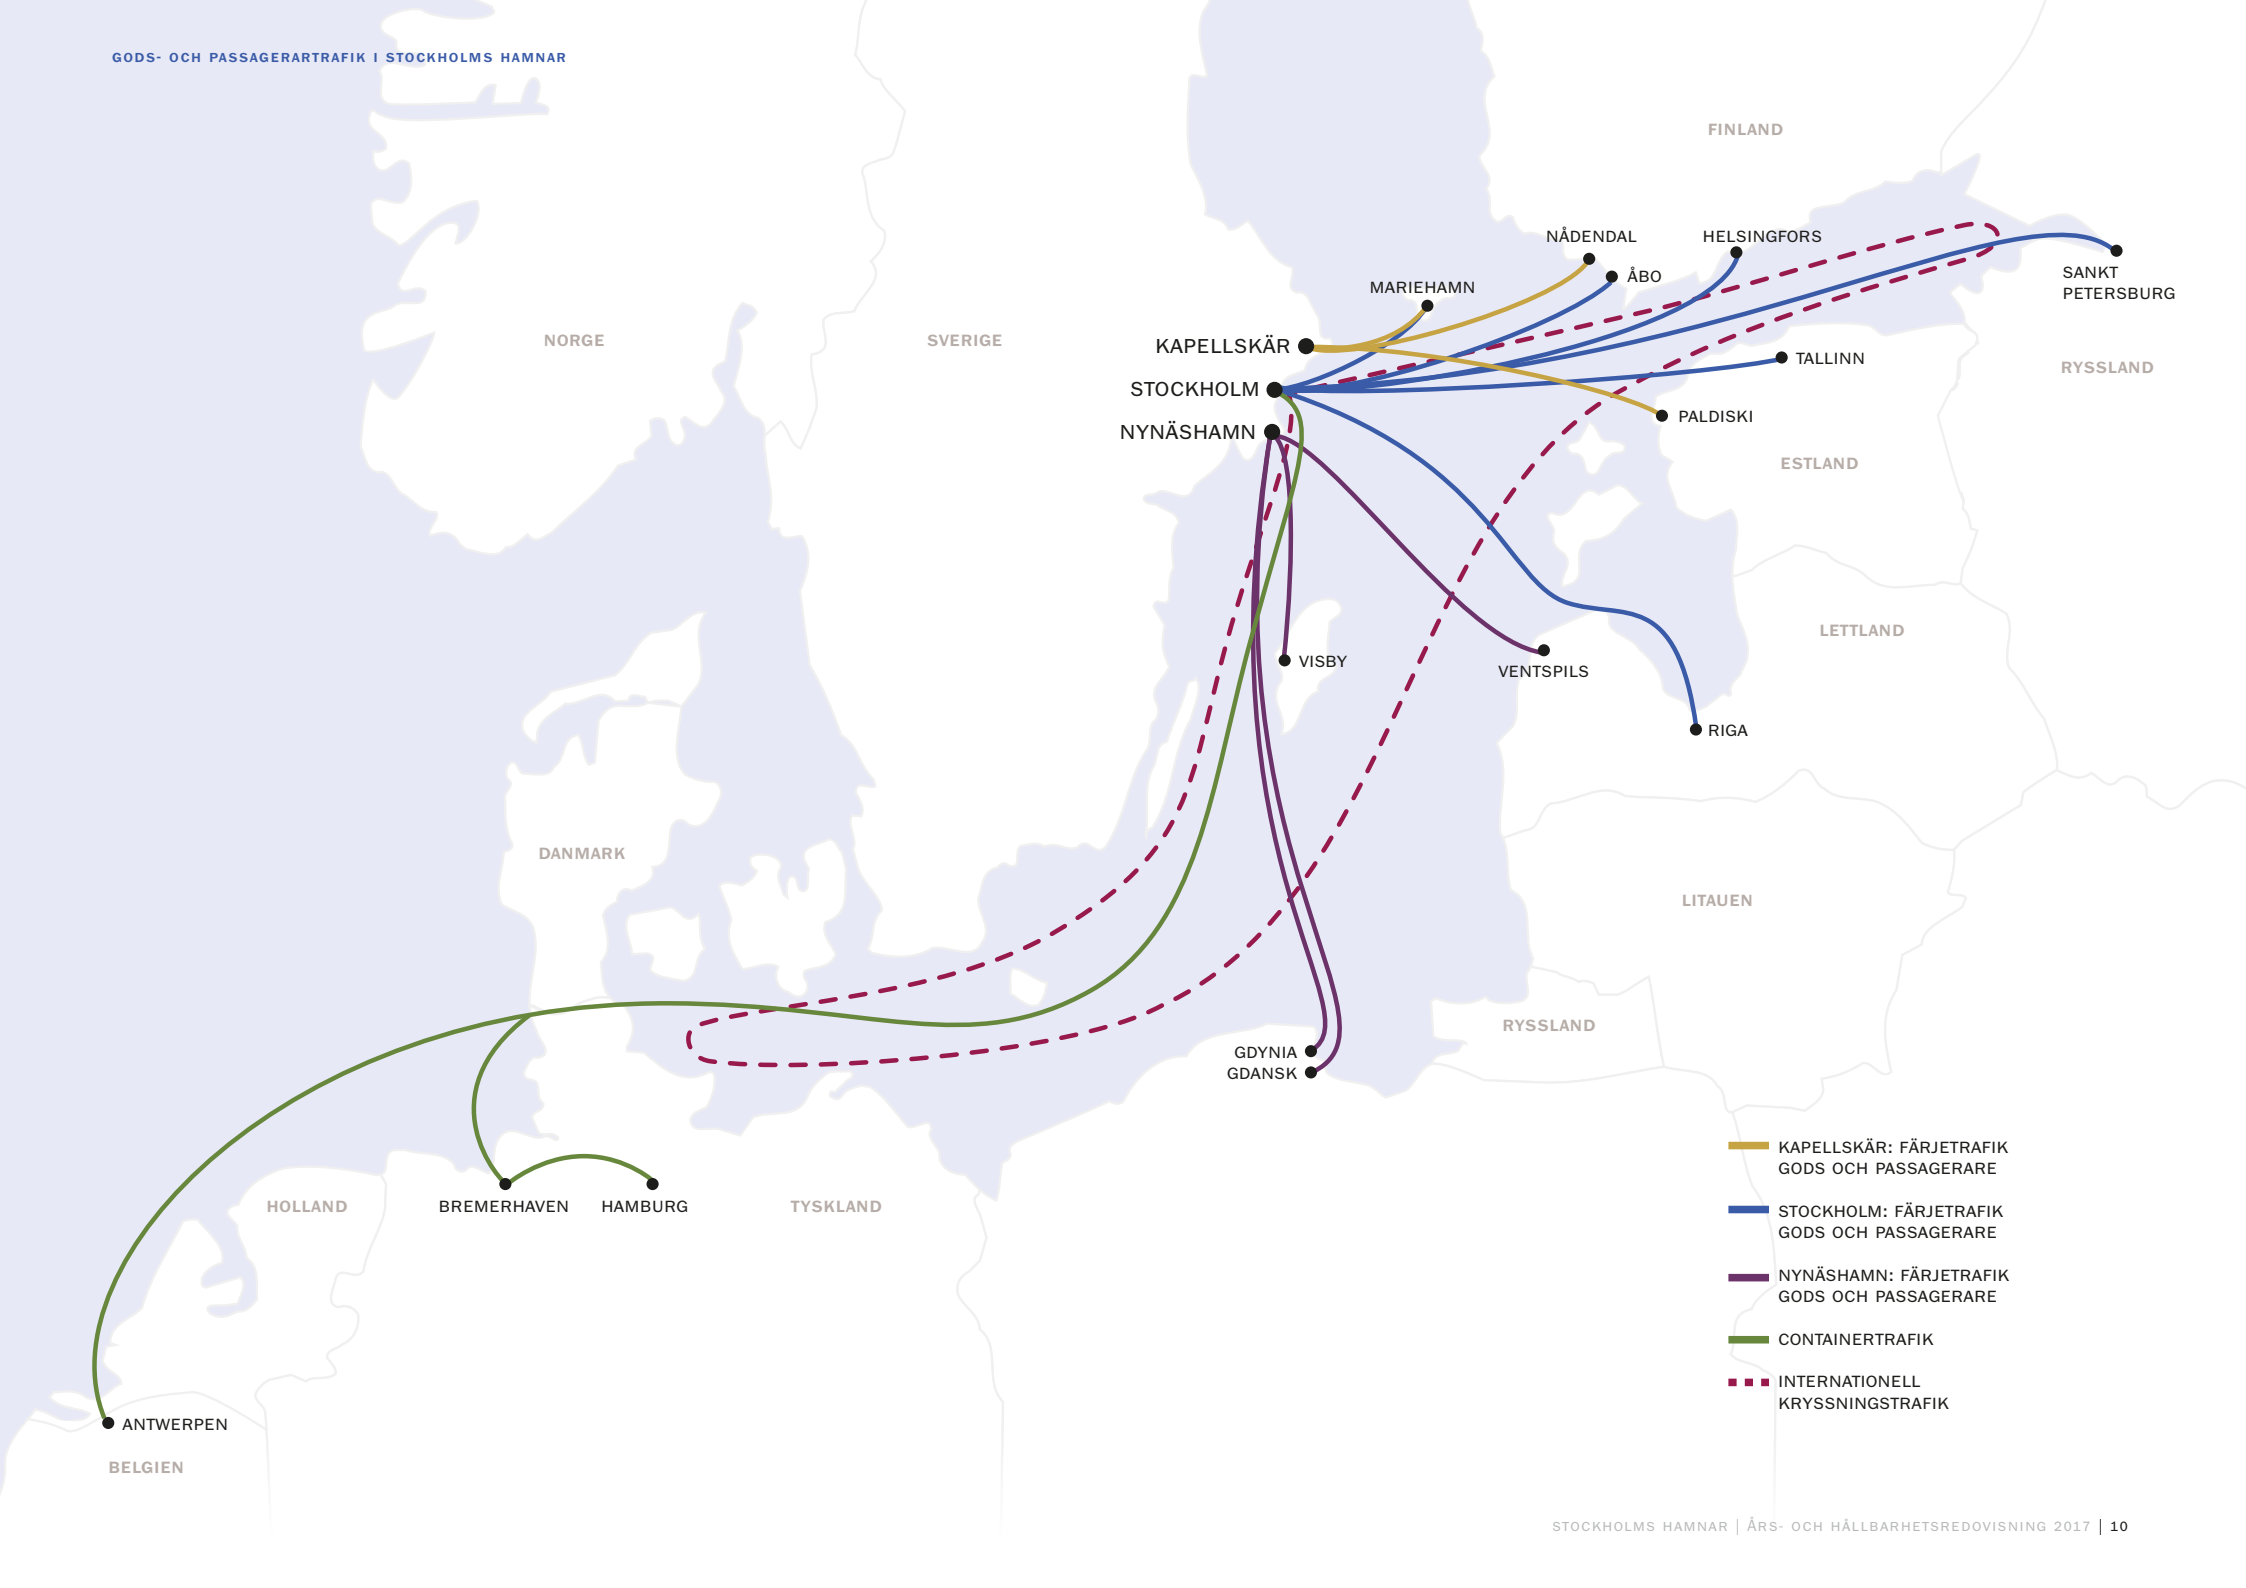 GODS- OCH PASSAGERARTRAFIK I STOCKHOLMS HAMNAR
FINLAND
NÅDENDAL
HELSINGFORS
ÅBO
SANKT
PETERSBURG
MARIEHAMN
NORGE
SVERIGE
KAPELLSKÄR
TALLINN
RYSSLAND
STOCKHOLM
PALDISKI
NYNÄSHAMN
ESTLAND
LETTLAND
VISBY
VENTSPILS
RIGA
DANMARK
LITAUEN
RYSSLAND
GDYNIA
GDANSK
HOLLAND
BREMERHAVEN
HAMBURG
TYSKLAND
ANTWERPEN
BELGIEN
KAPELLSKÄR: FÄRJETRAFIK
GODS OCH PASSAGERARE
STOCKHOLM: FÄRJETRAFIK
GODS OCH PASSAGERARE
NYNÄSHAMN: FÄRJETRAFIK
GODS OCH PASSAGERARE
CONTAINERTRAFIK
INTERNATIONELL
KRYSSNINGSTRAFIK
STOCKHOLMS HAMNAR | ÅRS- OCH HÅLLBARHETSREDOVISNING 2017 | 10